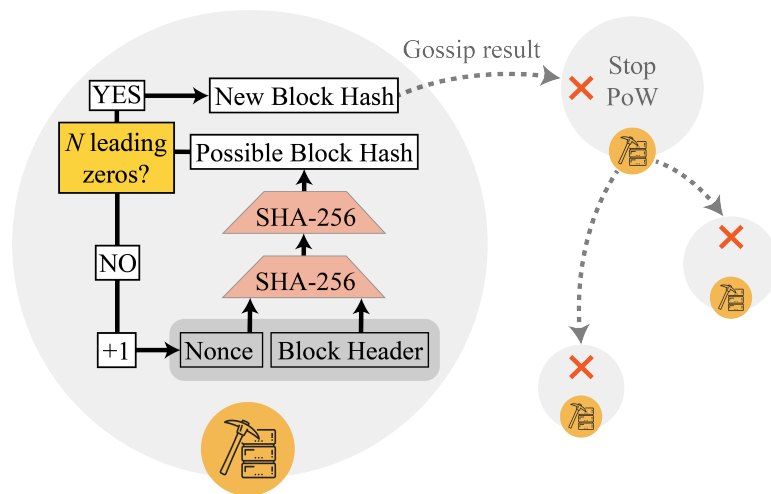 Gossip result
Stop
PoW
YES
New Block Hash
N leading
zeros?
Possible Block Hash
SHA-256
SHA-256
NO
+1
Nonce
Block Header